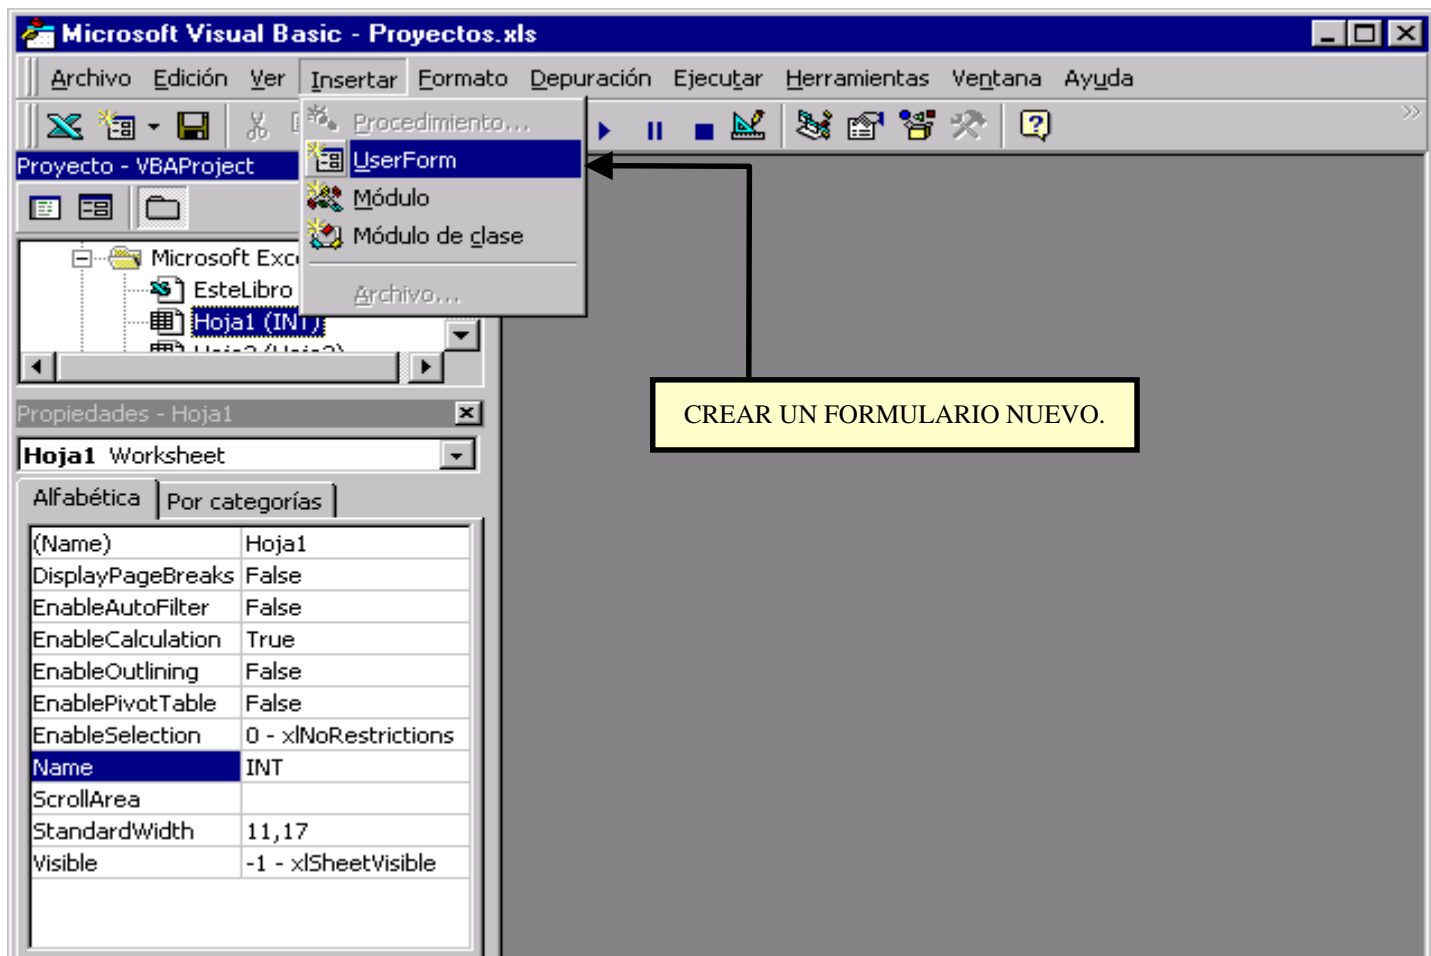 Microsoft Visual Basic - Proyectos.xls
Archivo Edición Ver Insertar Formato Depuración Ejecutar Herramientas Ventana Ayuda
Procedimiento...
UserForm
Módulo
Módulo de clase
Archivo...
Proyecto - VBAProject
Microsoft Exc
EsteLibro
Hoja1 (INT)
CREAR UN FORMULARIO NUEVO.
Propiedades - Hoja1
Hoja1 Worksheet
Alfabética Por categorías
(Name) Hoja1
DisplayPageBreaks False
EnableAutoFilter False
EnableCalculation True
EnableOutlining False
EnablePivotTable False
EnableSelection 0 - xlNoRestrictions
Name INT
ScrollArea
StandardWidth 11,17
Visible -1 - xlSheetVisible